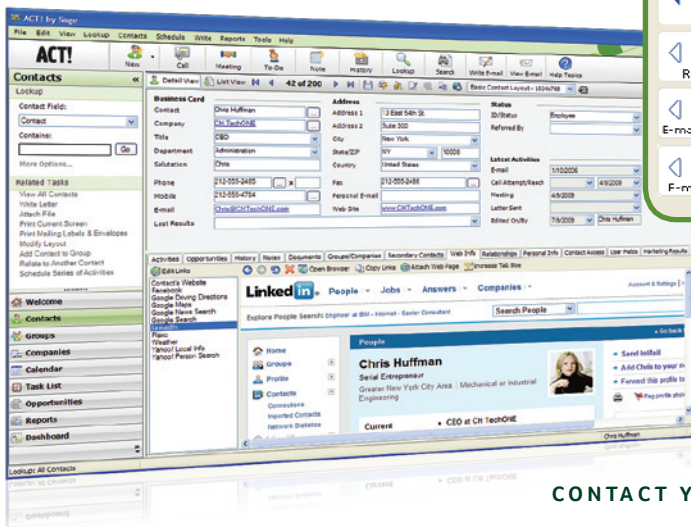 ACT! by Sage
File Edit View Lookup Contacts Schedule Write Reports Tools Help
ACT!
New Call Meeting To-Do Note History Lookup Search Write E-mail View E-mail Help Topics
Contacts «
Detail View List View 42 of 200 Basic Contact Layout - 1024x768
Lookup
Contact Field:
Contact
Contains:
Go
More Options...
Related Tasks
View All Contacts
Write Letter
Attach File
Print Current Screen
Print Mailing Labels & Envelopes
Modify Layout
Add Contact to Group
Relate to Another Contact
Schedule Series of Activities
Welcome
Contacts
Groups
Companies
Calendar
Task List
Opportunities
Reports
Dashboard
Lookup: All Contacts
Business Card
Contact Chris Huffman
Company CH TechONE
Title CEO
Department Administration
Salutation Chris
Phone 212-555-2485 x
Mobile 212-555-4784
E-mail Chris@CHTechONE.com
Last Results
Address
Address 1 13 East 54th St.
Address 2 Suite 300
City New York
State/ZIP NY 10008
Country United States
Fax 212-555-2486
Personal E-mail
Web Site www.CHTechONE.com
Status
ID/Status Employee
Referred By
Latest Activities
E-mail 1/10/2006
Call Attempt/Reach 4/9/2009
Meeting 4/9/2009
Letter Sent
Edited On/By 7/9/2009 Chris Huffman
Activities Opportunities History Notes Documents Groups/Companies Secondary Contacts Web Info Relationships Personal Info Contact Access User Fields Marketing Results
Edit Links Open Browser Copy Links Attach Web Page Increase Tab Size
Contact's Website
Facebook
Google Driving Directions
Google Maps
Google News Search
Google Search
LinkedIn
Plaxo
Weather
Yahoo! Local Info
Yahoo! Person Search
Linked in. People Jobs Answers Companies Account & Settings
Explore People Search: Engineer at IBM - Internet - Senior Consultant Search People
Home
Groups
Profile
Contacts
Connections
Imported Contacts
Network Statistics
People
« Go back
Chris Huffman
Serial Entrepreneur
Greater New York City Area | Mechanical or Industrial
Engineering
Current • CEO at CH TechONE
Send InMail
Add Chris to your
Forward this profile to
Flag profile
Chris Huffman
R
E-ma
E-m
CONTACT Y